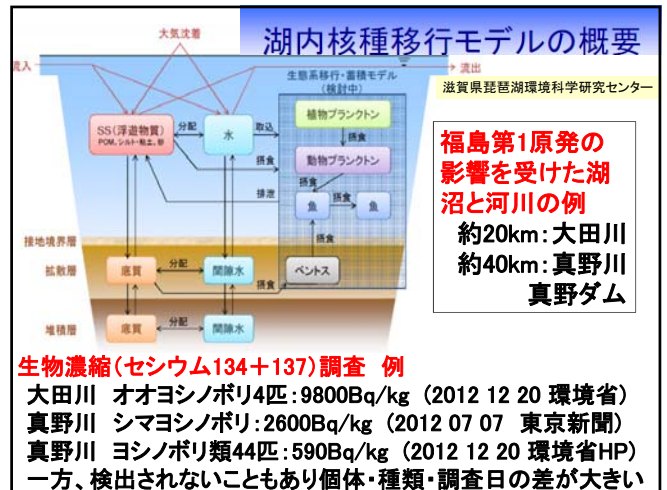 湖内核種移行モデルの概要
滋賀県琵琶湖環境科学研究センター
大気沈着
流入
流出
生態系移行・蓄積モデル
(検討中)
SS(浮遊物質)
POM、シルト・粘土、砂
分配
水
取込
摂食
排泄
植物プランクトン
摂食
動物プランクトン
摂食
魚
摂食
魚
摂食
ベントス
摂食
接地境界層
拡散層
底質
分配
間隙水
堆積層
底質
分配
間隙水
福島第1原発の
影響を受けた湖
沼と河川の例
約20km:大田川
約40km:真野川
真野ダム
生物濃縮(セシウム134+137)調査 例
大田川 オオヨシノボリ4匹:9800Bq/kg (2012 12 20 環境省)
真野川 シマヨシノボリ:2600Bq/kg (2012 07 07 東京新聞)
真野川 ヨシノボリ類44匹:590Bq/kg (2012 12 20 環境省HP)
一方、検出されないこともあり個体・種類・調査日の差が大きい